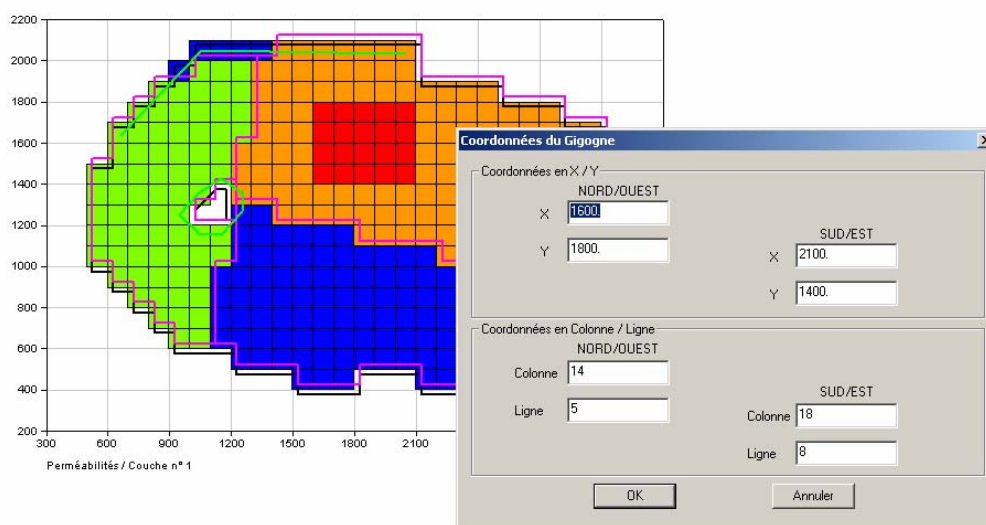 2200
2000
1800
1600
1400
1200
1000
800
600
400
200
300 600 900 1200 1500 1800 2100
Perméabilités / Couche n° 1
Coordonnées du Gigogne
Coordonnées en X / Y
NORD/OUEST
X 1600.
Y 1800.
SUD/EST
X 2100.
Y 1400.
Coordonnées en Colonne / Ligne
NORD/OUEST
Colonne 14
Ligne 5
SUD/EST
Colonne 18
Ligne 8
OK Annuler